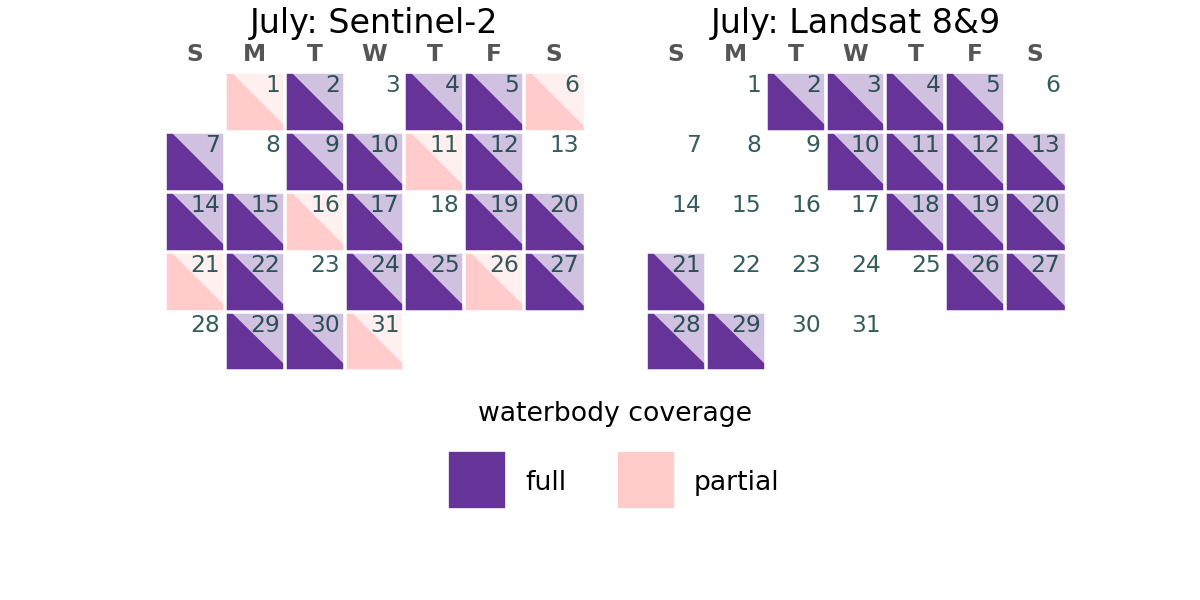 July: Sentinel-2
S M T W T F S
1 2 3 4 5 6
7 8 9 10 11 12 13
14 15 16 17 18 19 20
21 22 23 24 25 26 27
28 29 30 31
July: Landsat 8&9
S M T W T F S
1 2 3 4 5 6
7 8 9 10 11 12 13
14 15 16 17 18 19 20
21 22 23 24 25 26 27
28 29 30 31
waterbody coverage
full partial